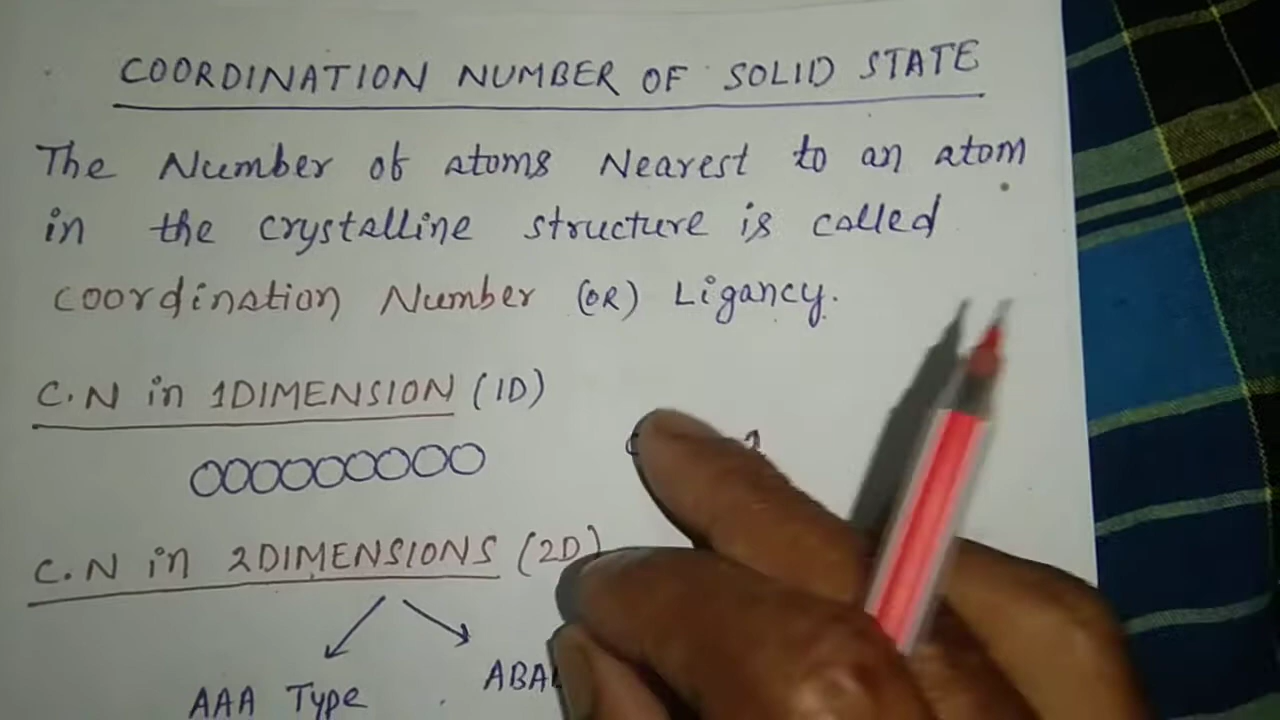 COORDINATION NUMBER OF SOLID STATE
The Number of atoms Nearest to an atom
in the crystalline structure is called
Coordination Number (OR) Ligancy.
C.N in 1DIMENSION (1D)
C.N in 2DIMENSIONS (2D)
AAA Type